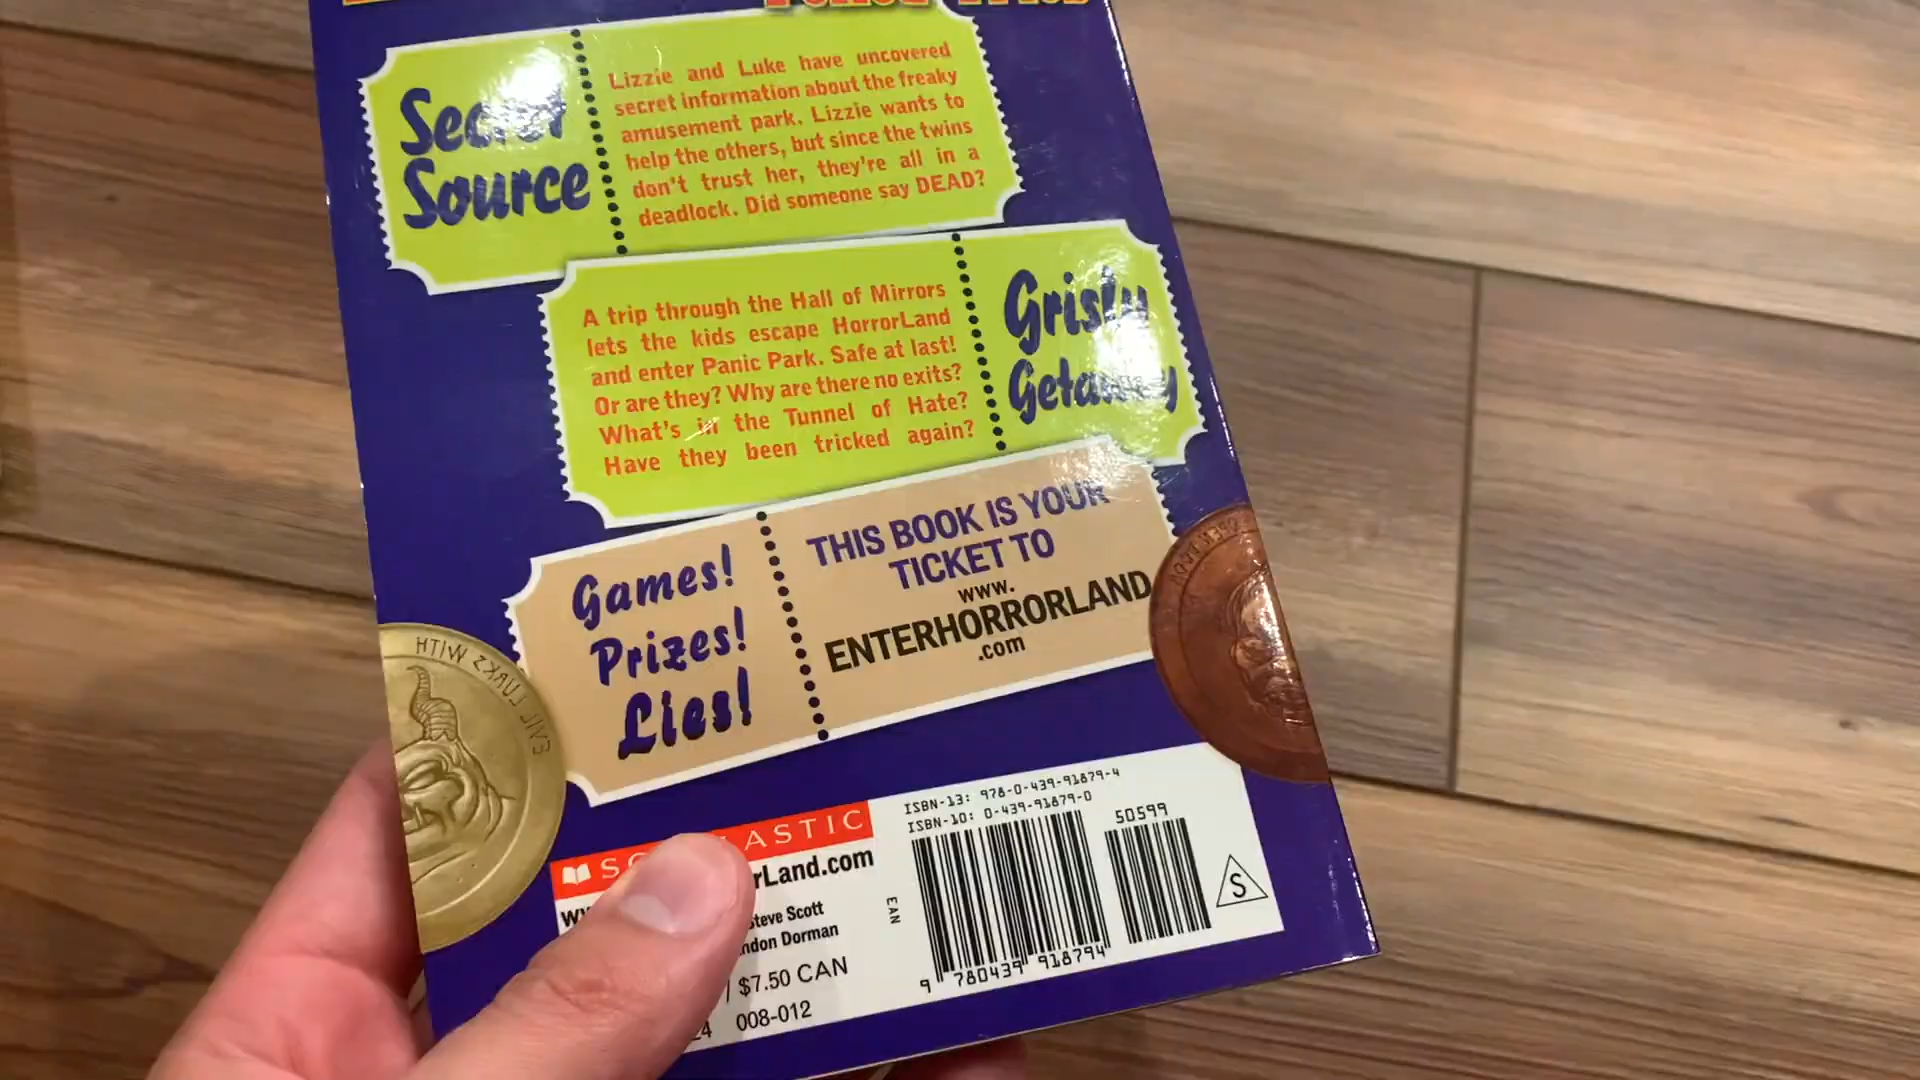 Secret
Source
Lizzie and Luke have uncovered
secret information about the freaky
amusement park. Lizzie wants to
help the others, but since the twins
don't trust her, they're all in a
deadlock. Did someone say DEAD?
A trip through the Hall of Mirrors
lets the kids escape HorrorLand
and enter Panic Park. Safe at last!
Or are they? Why are there no exits?
What's in the Tunnel of Hate?
Have they been tricked again?
Grisly
Getaway
Games!
Prizes!
Lies!
THIS BOOK IS YOUR
TICKET TO
www.
ENTERHORRORLAND
.com
EVIL LURKZ WITH
SCHOLASTIC
rLand.com
Steve Scott
ndon Dorman
/ $7.50 CAN
24 008-012
ISBN-13: 978-0-439-91879-4
ISBN-10: 0-439-91879-0
50599
EAN
9 780439 918794
S